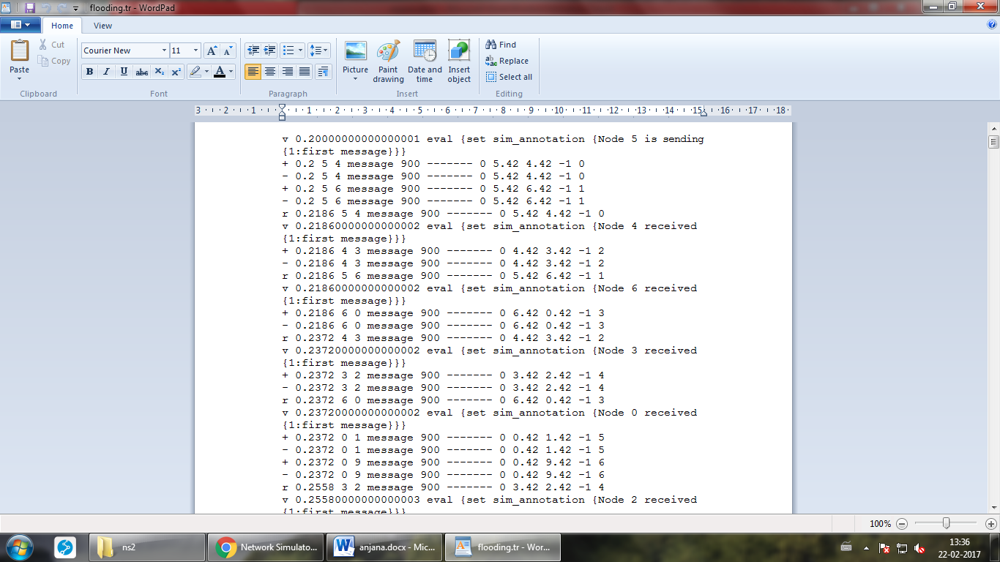 flooding.tr - WordPad
Home View
Paste
Cut
Copy
Clipboard
Courier New 11
A A
B I U abc X₂ X² A
Font
Paragraph
Picture
Paint drawing
Date and time
Insert object
Insert
Find
Replace
Select all
Editing
3 2 1 1 2 3 4 5 6 7 8 9 10 11 12 13 14 15 16 17 18
v 0.20000000000000001 eval {set sim_annotation {Node 5 is sending
{1:first message}}}
+ 0.2 5 4 message 900 ------- 0 5.42 4.42 -1 0
- 0.2 5 4 message 900 ------- 0 5.42 4.42 -1 0
+ 0.2 5 6 message 900 ------- 0 5.42 6.42 -1 1
- 0.2 5 6 message 900 ------- 0 5.42 6.42 -1 1
r 0.2186 5 4 message 900 ------- 0 5.42 4.42 -1 0
v 0.21860000000000002 eval {set sim_annotation {Node 4 received
{1:first message}}}
+ 0.2186 4 3 message 900 ------- 0 4.42 3.42 -1 2
- 0.2186 4 3 message 900 ------- 0 4.42 3.42 -1 2
r 0.2186 5 6 message 900 ------- 0 5.42 6.42 -1 1
v 0.21860000000000002 eval {set sim_annotation {Node 6 received
{1:first message}}}
+ 0.2186 6 0 message 900 ------- 0 6.42 0.42 -1 3
- 0.2186 6 0 message 900 ------- 0 6.42 0.42 -1 3
r 0.2372 4 3 message 900 ------- 0 4.42 3.42 -1 2
v 0.23720000000000002 eval {set sim_annotation {Node 3 received
{1:first message}}}
+ 0.2372 3 2 message 900 ------- 0 3.42 2.42 -1 4
- 0.2372 3 2 message 900 ------- 0 3.42 2.42 -1 4
r 0.2372 6 0 message 900 ------- 0 6.42 0.42 -1 3
v 0.23720000000000002 eval {set sim_annotation {Node 0 received
{1:first message}}}
+ 0.2372 0 1 message 900 ------- 0 0.42 1.42 -1 5
- 0.2372 0 1 message 900 ------- 0 0.42 1.42 -1 5
+ 0.2372 0 9 message 900 ------- 0 0.42 9.42 -1 6
- 0.2372 0 9 message 900 ------- 0 0.42 9.42 -1 6
r 0.2558 3 2 message 900 ------- 0 3.42 2.42 -1 4
v 0.25580000000000003 eval {set sim_annotation {Node 2 received
{1:first message}}}
100%
ns2
Network Simulato...
anjana.docx - Mic...
flooding.tr - Wor...
13:36
22-02-2017